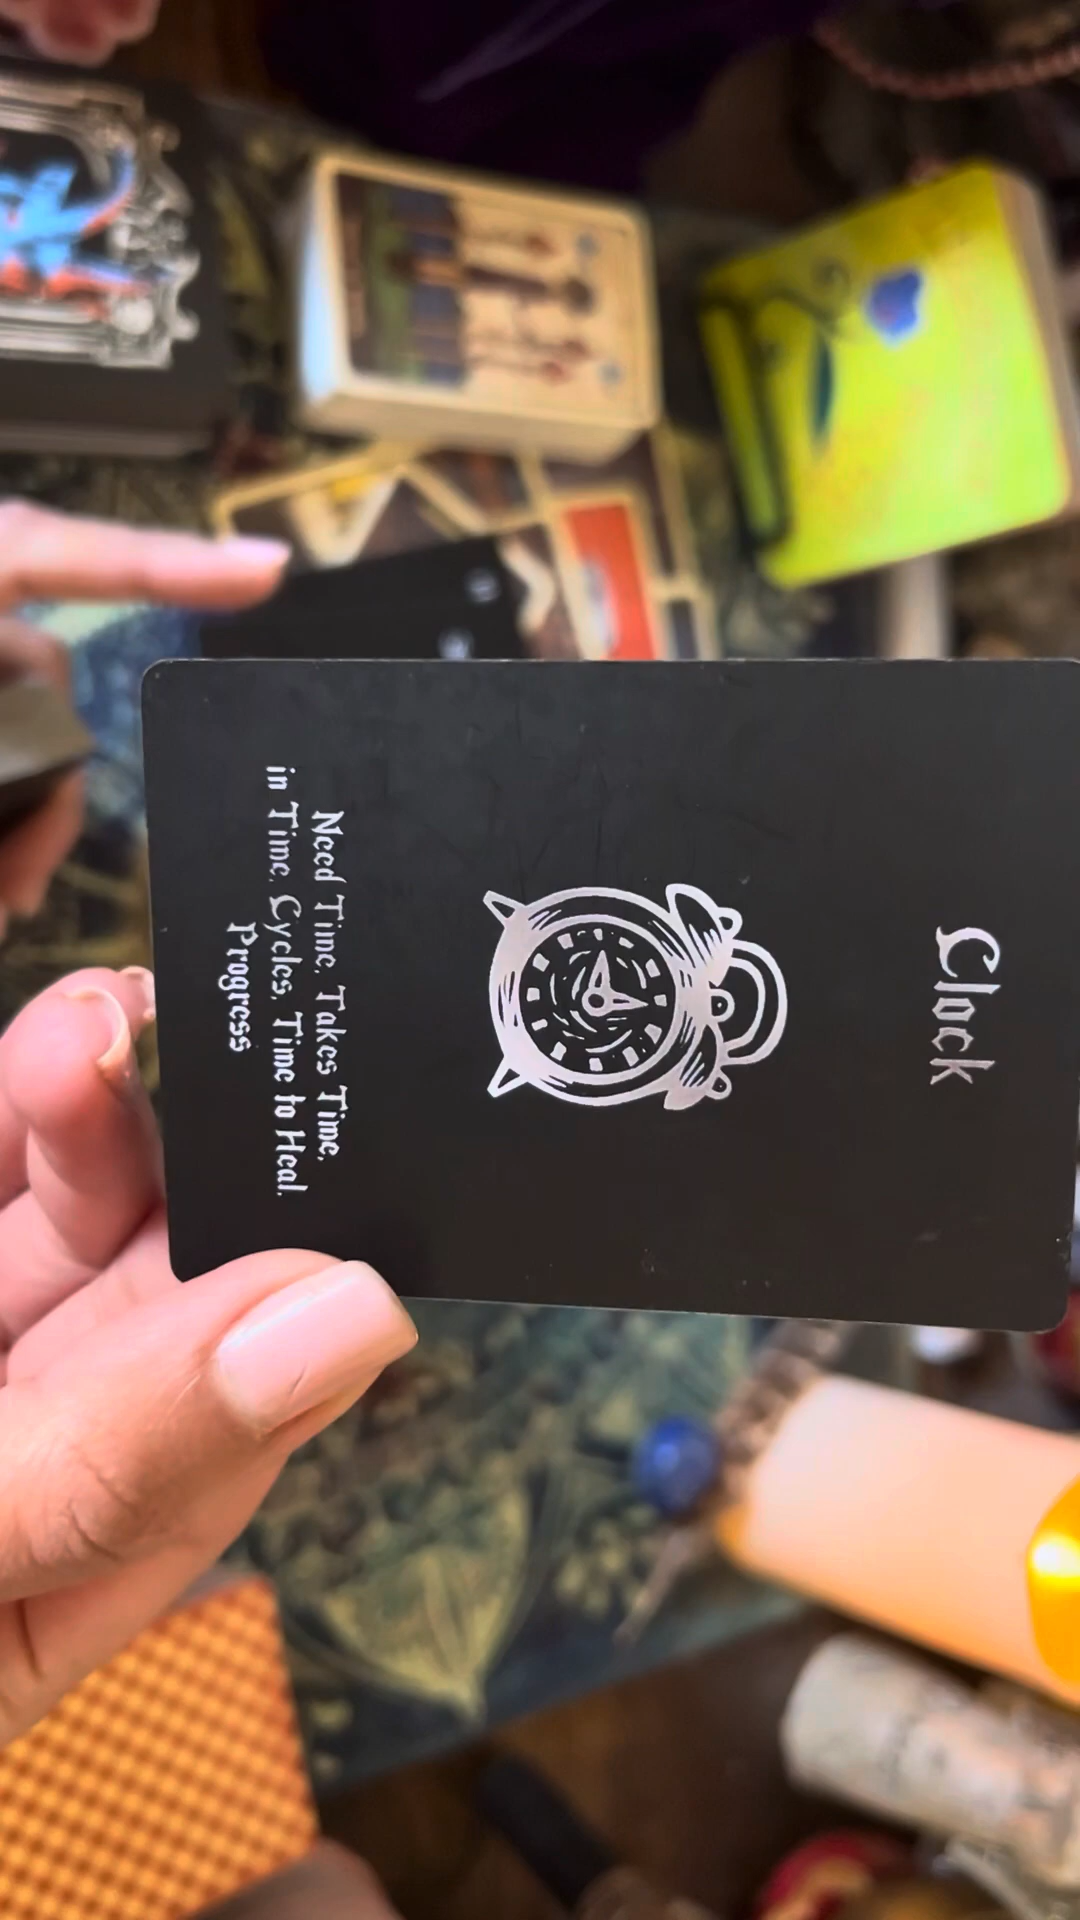 Clock
Need Time, Takes Time,
in Time, Cycles, Time to Heal.
Progress